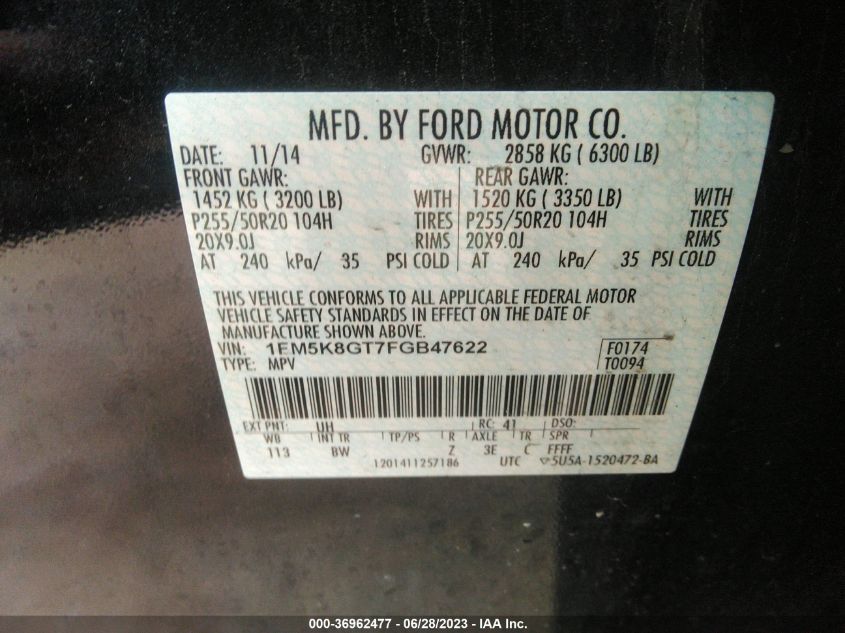 MFD. BY FORD MOTOR CO.
DATE: 11/14 GVWR: 2858 KG ( 6300 LB)
FRONT GAWR: REAR GAWR:
1452 KG ( 3200 LB) WITH 1520 KG ( 3350 LB) WITH
P255/50R20 104H TIRES P255/50R20 104H TIRES
20X9.0J RIMS 20X9.0J RIMS
AT 240 kPa/ 35 PSI COLD AT 240 kPa/ 35 PSI COLD
THIS VEHICLE CONFORMS TO ALL APPLICABLE FEDERAL MOTOR
VEHICLE SAFETY STANDARDS IN EFFECT ON THE DATE OF
MANUFACTURE SHOWN ABOVE.
VIN: 1FM5K8GT7FGB47622 F0174
TYPE: MPV T0094
EXT PNT: UH RC: 41 DSO:
WB INT TR TP/PS R AXLE TR SPR
113 BW Z 3E C FFFF
1201411257186 UTC ▽5U5A-1520472-BA
000-36962477 - 06/28/2023 - IAA Inc.